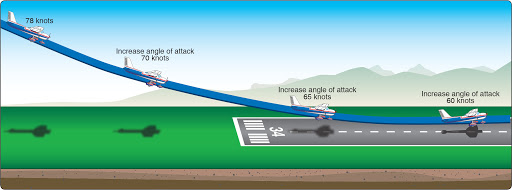 78 knots
Increase angle of attack
70 knots
Increase angle of attack
65 knots
Increase angle of attack
60 knots
34